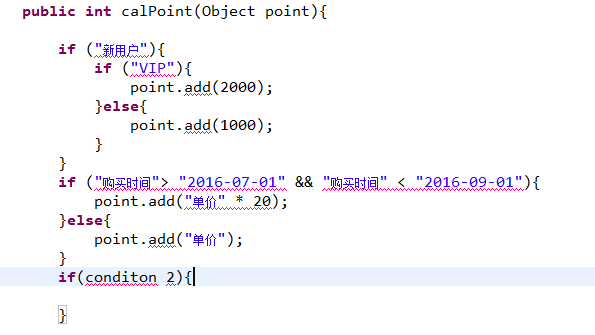 public int calPoint(Object point){
if ("新用户"){
if ("VIP"){
point.add(2000);
}else{
point.add(1000);
}
}
if ("购买时间"> "2016-07-01" && "购买时间" < "2016-09-01"){
point.add("单价" * 20);
}else{
point.add("单价");
}
if(conditon 2){
}